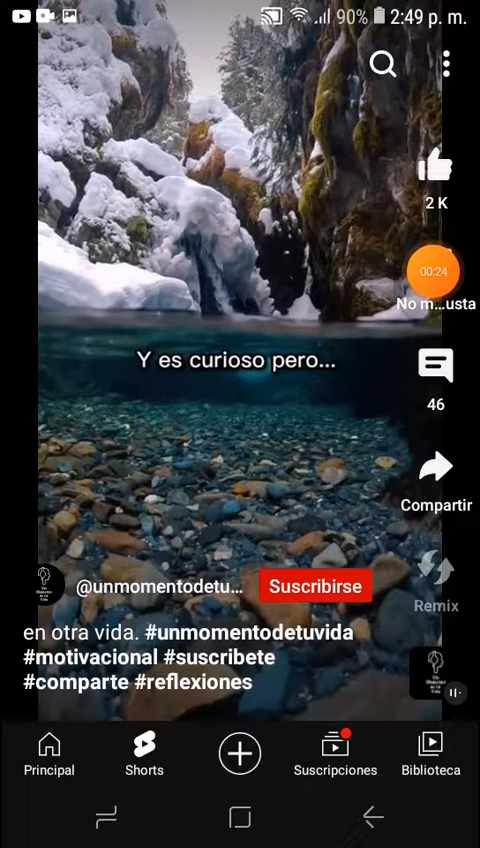 90% 2:49 p. m.
2 K
00:24
No m...usta
Y es curioso pero...
46
Compartir
@unmomentodetu...
Suscribirse
Remix
en otra vida. #unmomentodetuvida
#motivacional #suscribete
#comparte #reflexiones
Principal
Shorts
Suscripciones
Biblioteca